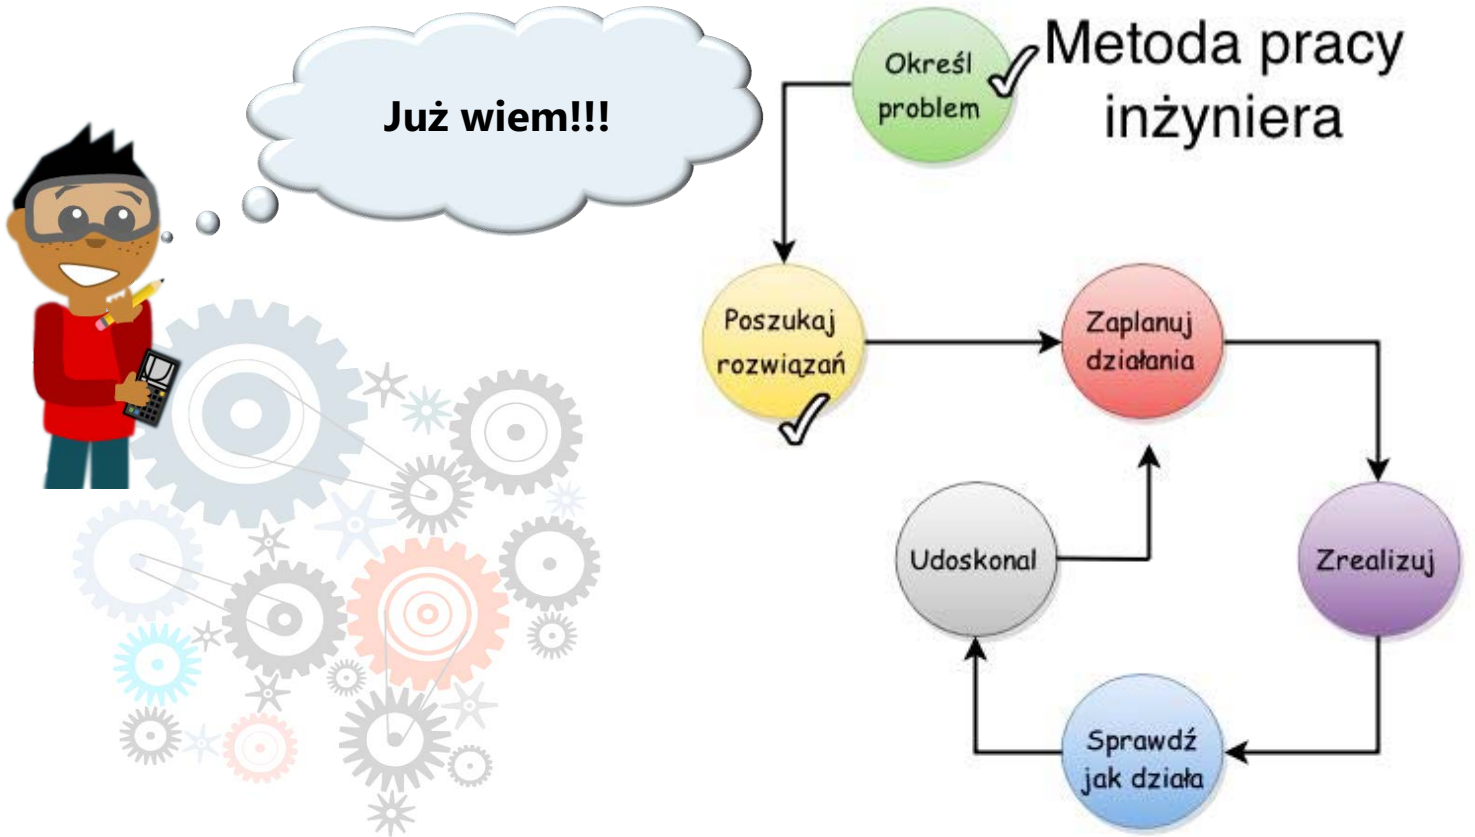 Już wiem!!!
Metoda pracy
inżyniera
Określ
problem
Poszukaj
rozwiązań
Zaplanuj
działania
Zrealizuj
Sprawdź
jak działa
Udoskonal